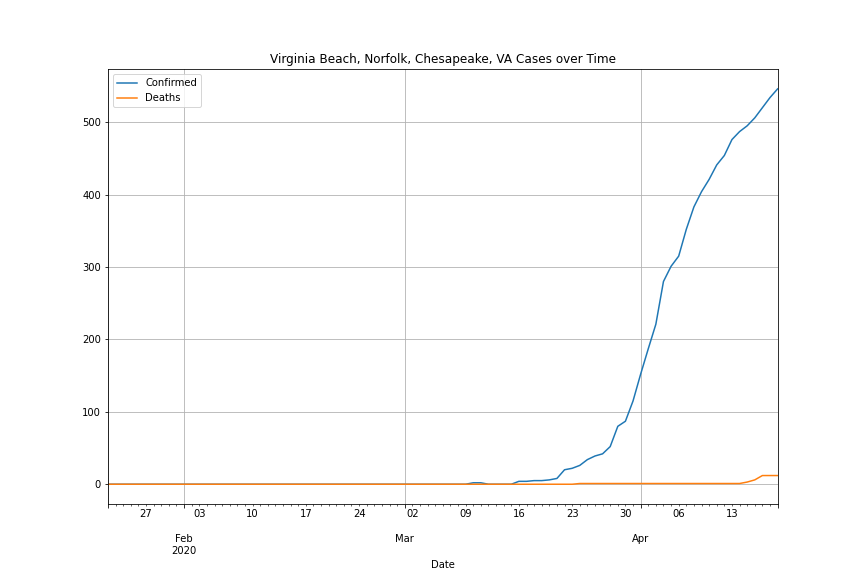 Virginia Beach, Norfolk, Chesapeake, VA Cases over Time
Confirmed
Deaths
500
400
300
200
100
0
27 03 10 17 24 02 09 16 23 30 06 13
Feb Mar Apr
2020
Date